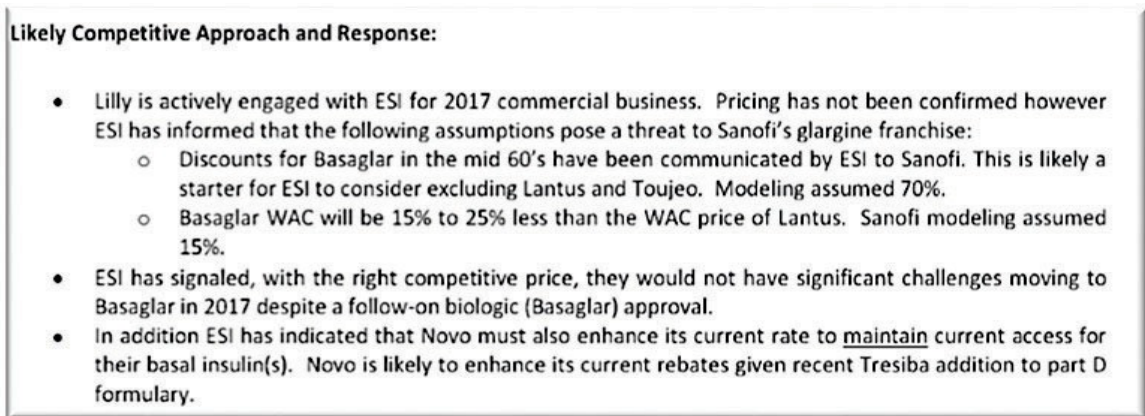 Likely Competitive Approach and Response:
• Lilly is actively engaged with ESI for 2017 commercial business. Pricing has not been confirmed however
ESI has informed that the following assumptions pose a threat to Sanofi's glargine franchise:
o Discounts for Basaglar in the mid 60's have been communicated by ESI to Sanofi. This is likely a
starter for ESI to consider excluding Lantus and Toujeo. Modeling assumed 70%.
o Basaglar WAC will be 15% to 25% less than the WAC price of Lantus. Sanofi modeling assumed
15%.
• ESI has signaled, with the right competitive price, they would not have significant challenges moving to
Basaglar in 2017 despite a follow-on biologic (Basaglar) approval.
• In addition ESI has indicated that Novo must also enhance its current rate to maintain current access for
their basal insulin(s). Novo is likely to enhance its current rebates given recent Tresiba addition to part D
formulary.